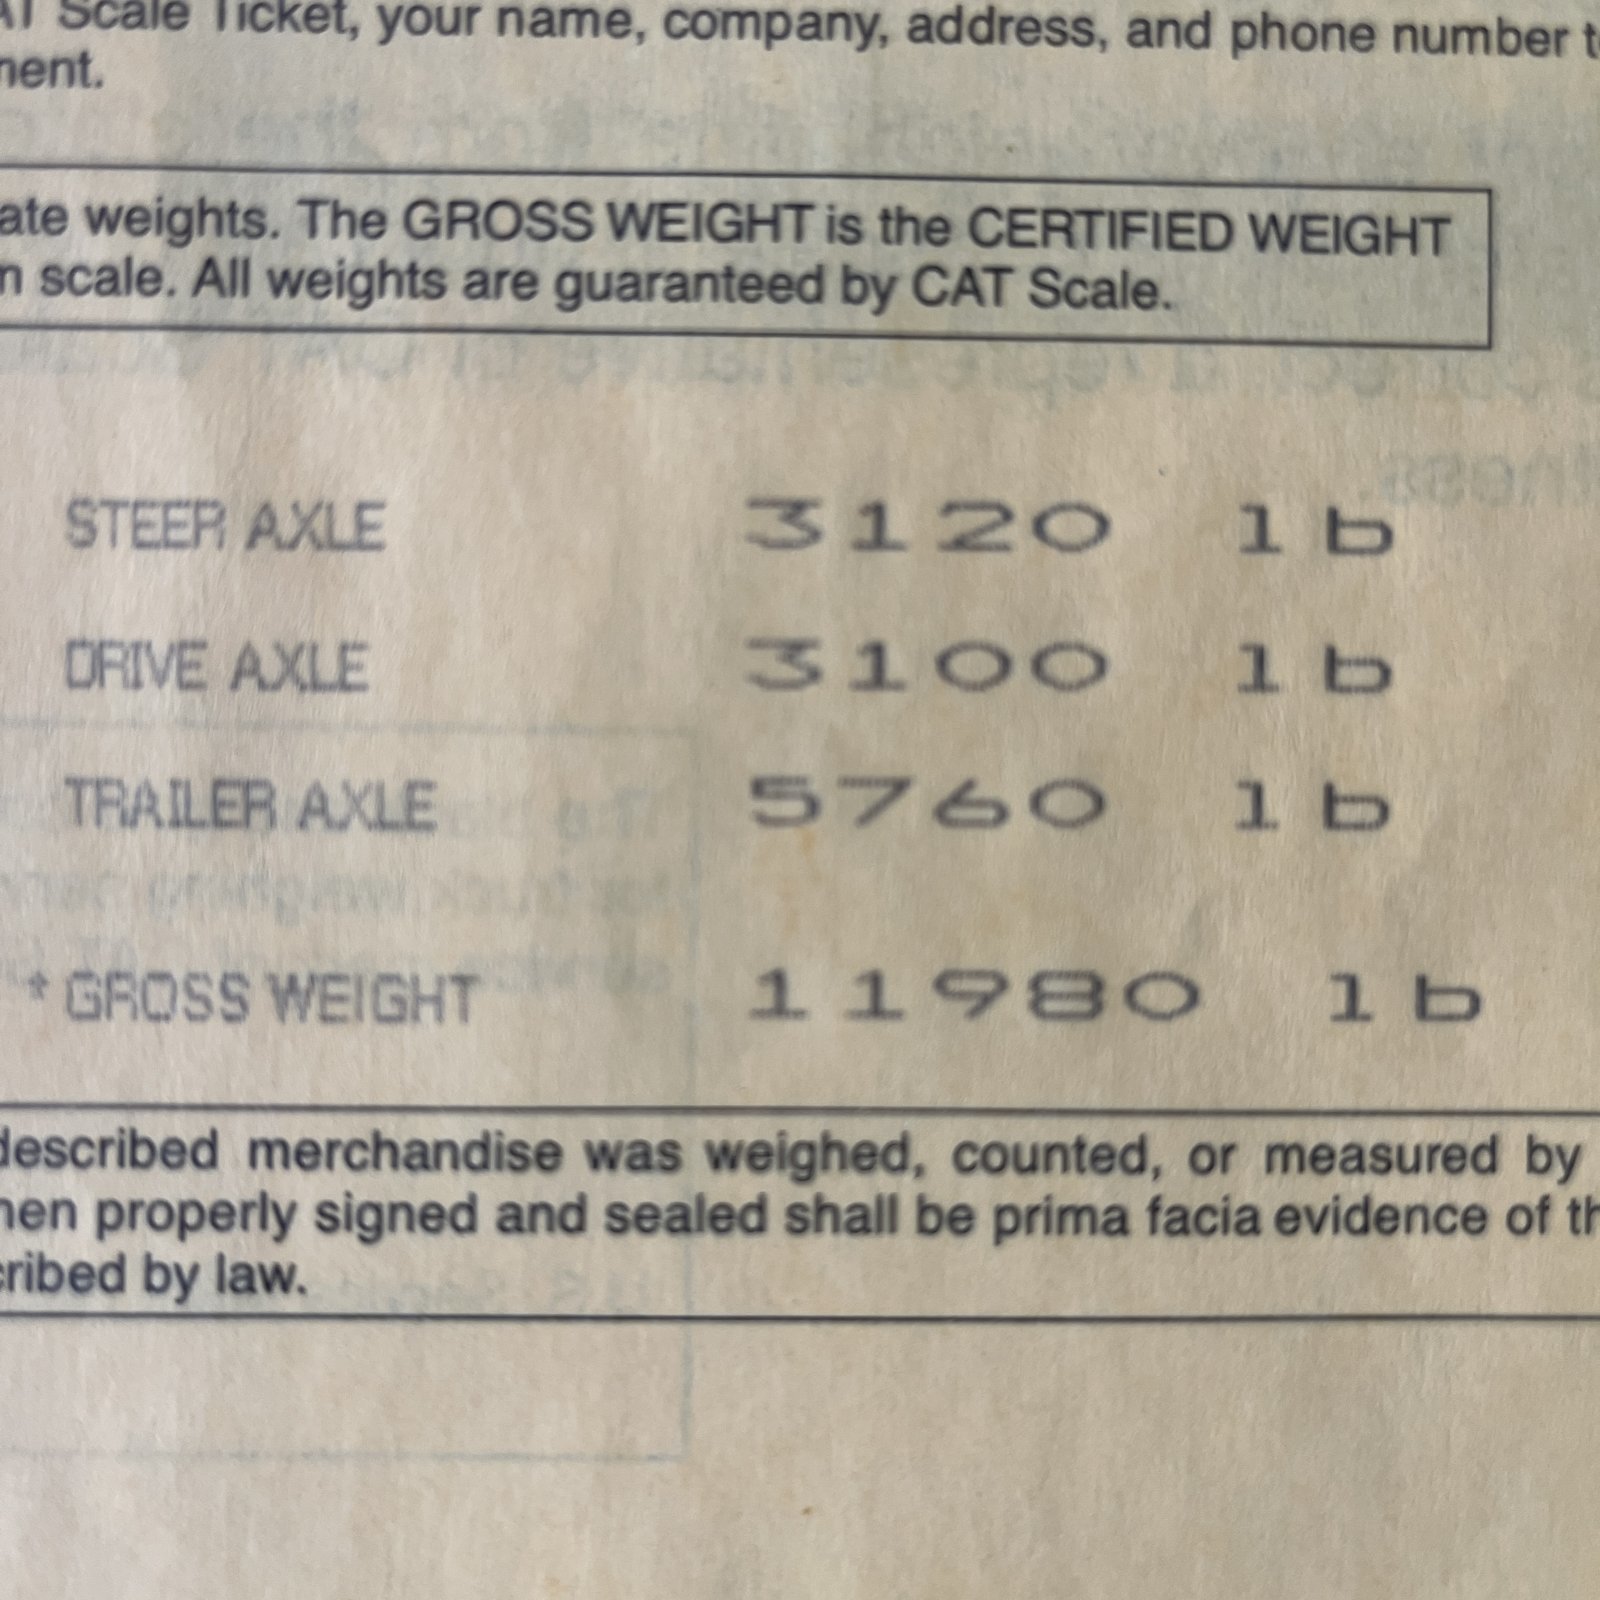 Scale Ticket, your name, company, address, and phone number
ment.
ate weights. The GROSS WEIGHT is the CERTIFIED WEIGHT
n scale. All weights are guaranteed by CAT Scale.
STEER AXLE 3120 lb
DRIVE AXLE 3100 lb
TRAILER AXLE 5760 lb
* GROSS WEIGHT 11980 lb
described merchandise was weighed, counted, or measured by
hen properly signed and sealed shall be prima facia evidence of th
cribed by law.